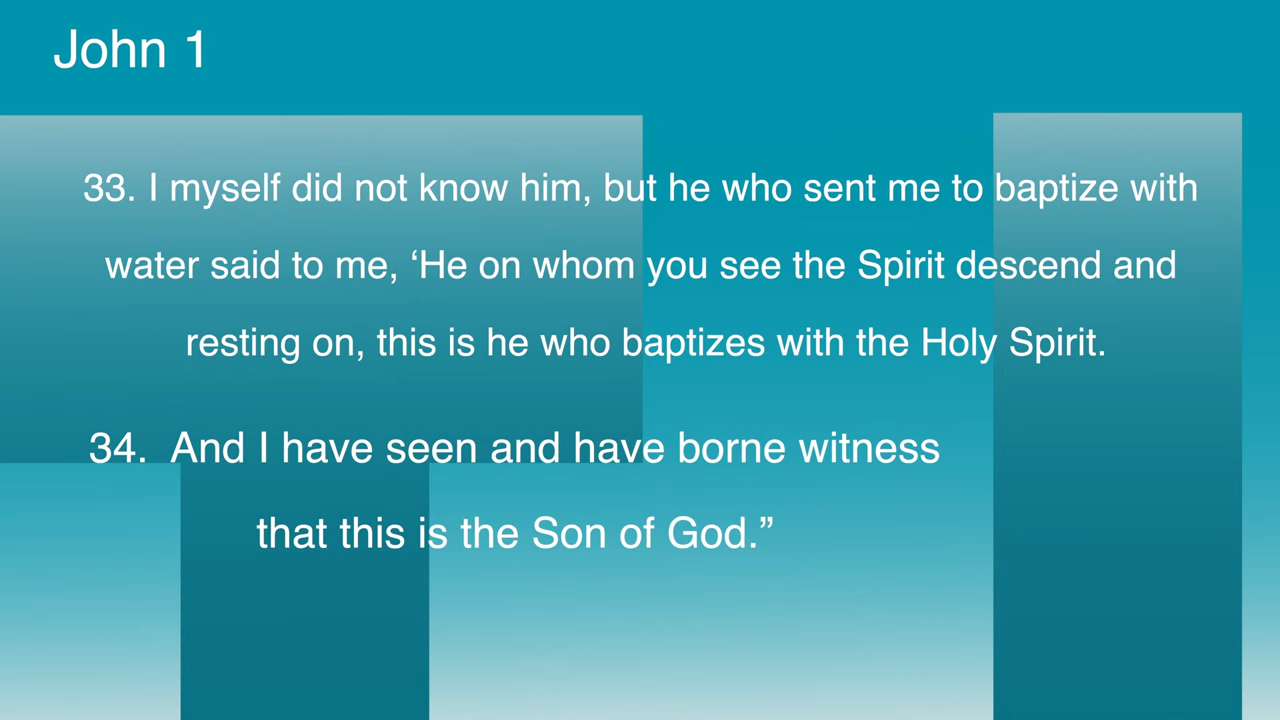 John 1
33. I myself did not know him, but he who sent me to baptize with
water said to me, ‘He on whom you see the Spirit descend and
resting on, this is he who baptizes with the Holy Spirit.
34. And I have seen and have borne witness
that this is the Son of God.”